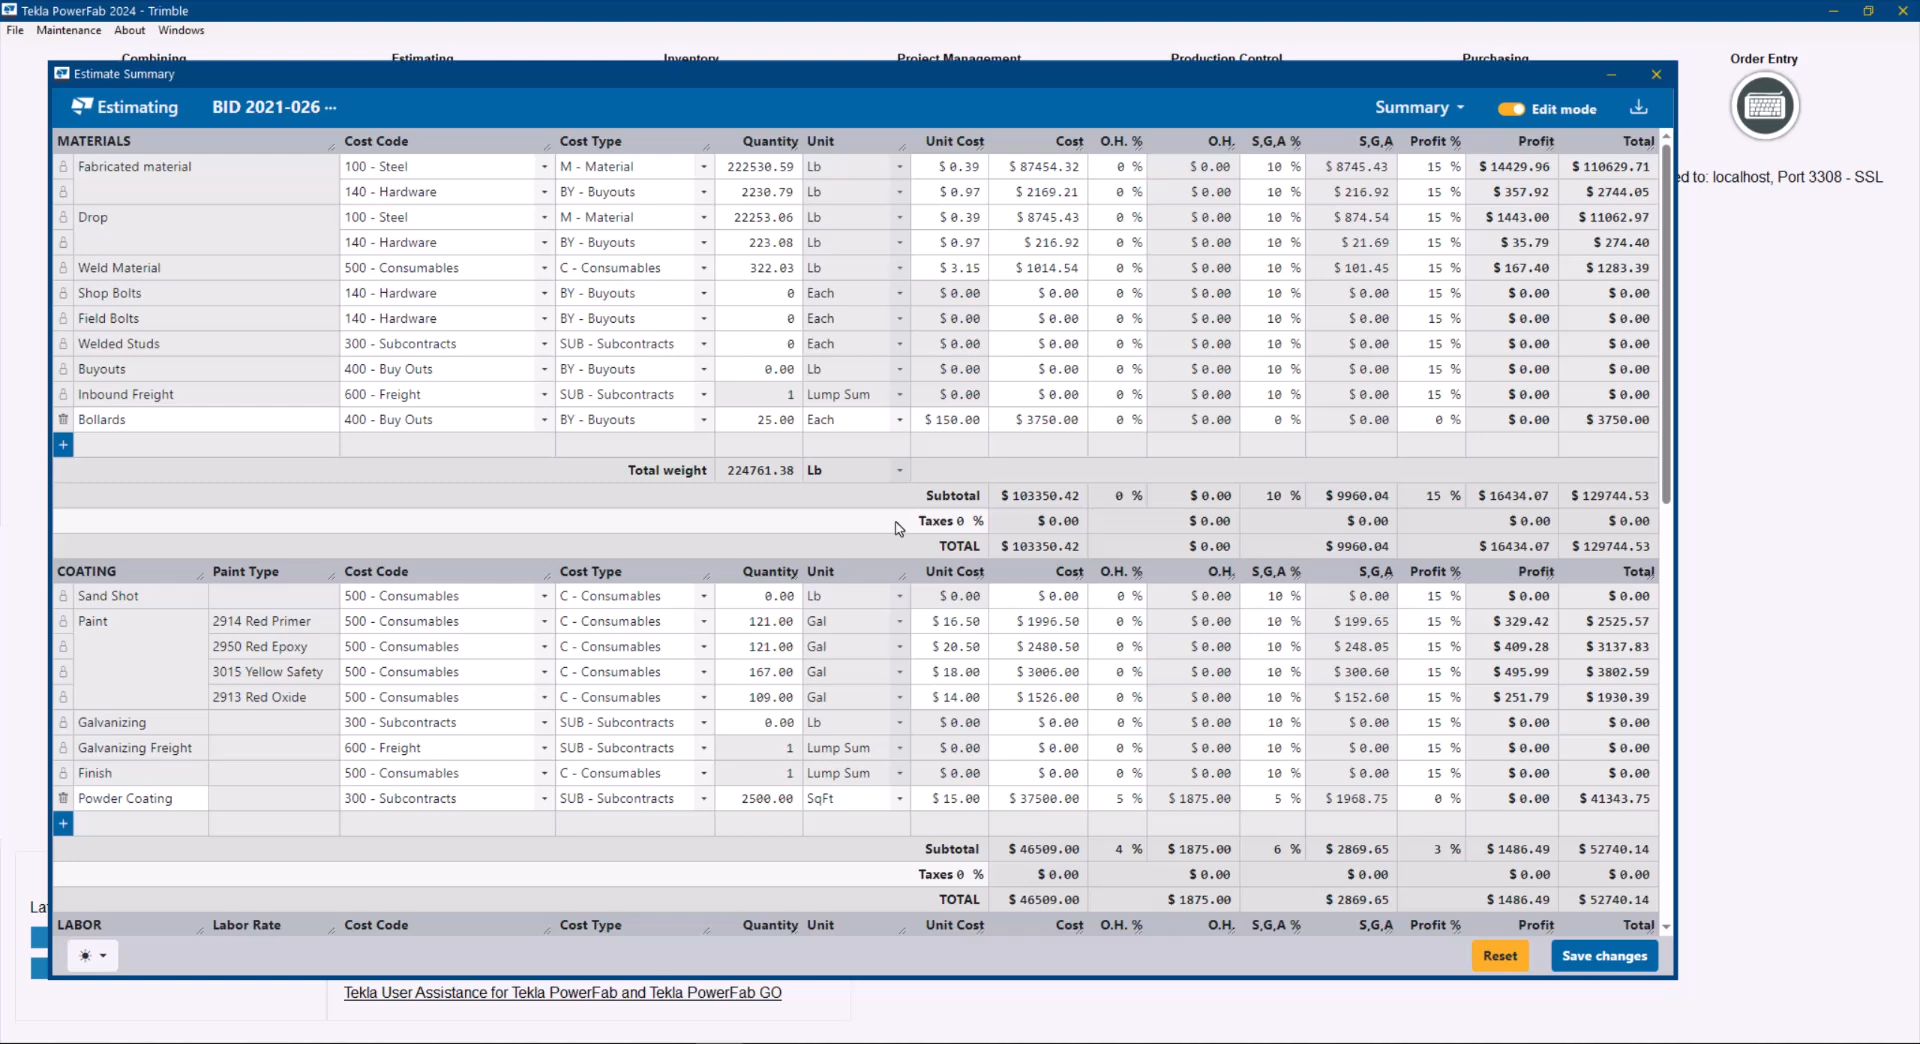 Tekla PowerFab 2024 - Trimble
File Maintenance About Windows
Combining Estimating Inventory Project Management Production Control Purchasing Order Entry
Estimate Summary
Estimating BID 2021-026 ··· Summary Edit mode
ed to: localhost, Port 3308 - SSL
MATERIALS Cost Code Cost Type Quantity Unit Unit Cost Cost O.H. % O.H. S,G,A % S,G,A Profit % Profit Total
Fabricated material 100 - Steel M - Material 222530.59 Lb $ 0.39 $ 87454.32 0 % $ 0.00 10 % $ 8745.43 15 % $ 14429.96 $ 110629.71
140 - Hardware BY - Buyouts 2230.79 Lb $ 0.97 $ 2169.21 0 % $ 0.00 10 % $ 216.92 15 % $ 357.92 $ 2744.05
Drop 100 - Steel M - Material 22253.06 Lb $ 0.39 $ 8745.43 0 % $ 0.00 10 % $ 874.54 15 % $ 1443.00 $ 11062.97
140 - Hardware BY - Buyouts 223.08 Lb $ 0.97 $ 216.92 0 % $ 0.00 10 % $ 21.69 15 % $ 35.79 $ 274.40
Weld Material 500 - Consumables C - Consumables 322.03 Lb $ 3.15 $ 1014.54 0 % $ 0.00 10 % $ 101.45 15 % $ 167.40 $ 1283.39
Shop Bolts 140 - Hardware BY - Buyouts 0 Each $ 0.00 $ 0.00 0 % $ 0.00 10 % $ 0.00 15 % $ 0.00 $ 0.00
Field Bolts 140 - Hardware BY - Buyouts 0 Each $ 0.00 $ 0.00 0 % $ 0.00 10 % $ 0.00 15 % $ 0.00 $ 0.00
Welded Studs 300 - Subcontracts SUB - Subcontracts 0 Each $ 0.00 $ 0.00 0 % $ 0.00 10 % $ 0.00 15 % $ 0.00 $ 0.00
Buyouts 400 - Buy Outs BY - Buyouts 0.00 Lb $ 0.00 $ 0.00 0 % $ 0.00 10 % $ 0.00 15 % $ 0.00 $ 0.00
Inbound Freight 600 - Freight SUB - Subcontracts 1 Lump Sum $ 0.00 $ 0.00 0 % $ 0.00 10 % $ 0.00 15 % $ 0.00 $ 0.00
Bollards 400 - Buy Outs BY - Buyouts 25.00 Each $ 150.00 $ 3750.00 0 % $ 0.00 0 % $ 0.00 0 % $ 0.00 $ 3750.00
+
Total weight 224761.38 Lb
Subtotal $ 103350.42 0 % $ 0.00 10 % $ 9960.04 15 % $ 16434.07 $ 129744.53
Taxes 0 % $ 0.00 $ 0.00 $ 0.00 $ 0.00 $ 0.00
TOTAL $ 103350.42 $ 0.00 $ 9960.04 $ 16434.07 $ 129744.53
COATING Paint Type Cost Code Cost Type Quantity Unit Unit Cost Cost O.H. % O.H. S,G,A % S,G,A Profit % Profit Total
Sand Shot 500 - Consumables C - Consumables 0.00 Lb $ 0.00 $ 0.00 0 % $ 0.00 10 % $ 0.00 15 % $ 0.00 $ 0.00
Paint 2914 Red Primer 500 - Consumables C - Consumables 121.00 Gal $ 16.50 $ 1996.50 0 % $ 0.00 10 % $ 199.65 15 % $ 329.42 $ 2525.57
2950 Red Epoxy 500 - Consumables C - Consumables 121.00 Gal $ 20.50 $ 2480.50 0 % $ 0.00 10 % $ 248.05 15 % $ 409.28 $ 3137.83
3015 Yellow Safety 500 - Consumables C - Consumables 167.00 Gal $ 18.00 $ 3006.00 0 % $ 0.00 10 % $ 300.60 15 % $ 495.99 $ 3802.59
2913 Red Oxide 500 - Consumables C - Consumables 109.00 Gal $ 14.00 $ 1526.00 0 % $ 0.00 10 % $ 152.60 15 % $ 251.79 $ 1930.39
Galvanizing 300 - Subcontracts SUB - Subcontracts 0.00 Lb $ 0.00 $ 0.00 0 % $ 0.00 10 % $ 0.00 15 % $ 0.00 $ 0.00
Galvanizing Freight 600 - Freight SUB - Subcontracts 1 Lump Sum $ 0.00 $ 0.00 0 % $ 0.00 10 % $ 0.00 15 % $ 0.00 $ 0.00
Finish 500 - Consumables C - Consumables 1 Lump Sum $ 0.00 $ 0.00 0 % $ 0.00 10 % $ 0.00 15 % $ 0.00 $ 0.00
Powder Coating 300 - Subcontracts SUB - Subcontracts 2500.00 SqFt $ 15.00 $ 37500.00 5 % $ 1875.00 5 % $ 1968.75 0 % $ 0.00 $ 41343.75
+
Subtotal $ 46509.00 4 % $ 1875.00 6 % $ 2869.65 3 % $ 1486.49 $ 52740.14
Taxes 0 % $ 0.00 $ 0.00 $ 0.00 $ 0.00 $ 0.00
TOTAL $ 46509.00 $ 1875.00 $ 2869.65 $ 1486.49 $ 52740.14
La
LABOR Labor Rate Cost Code Cost Type Quantity Unit Unit Cost Cost O.H. % O.H. S,G,A % S,G,A Profit % Profit Total
Reset Save changes
Tekla User Assistance for Tekla PowerFab and Tekla PowerFab GO